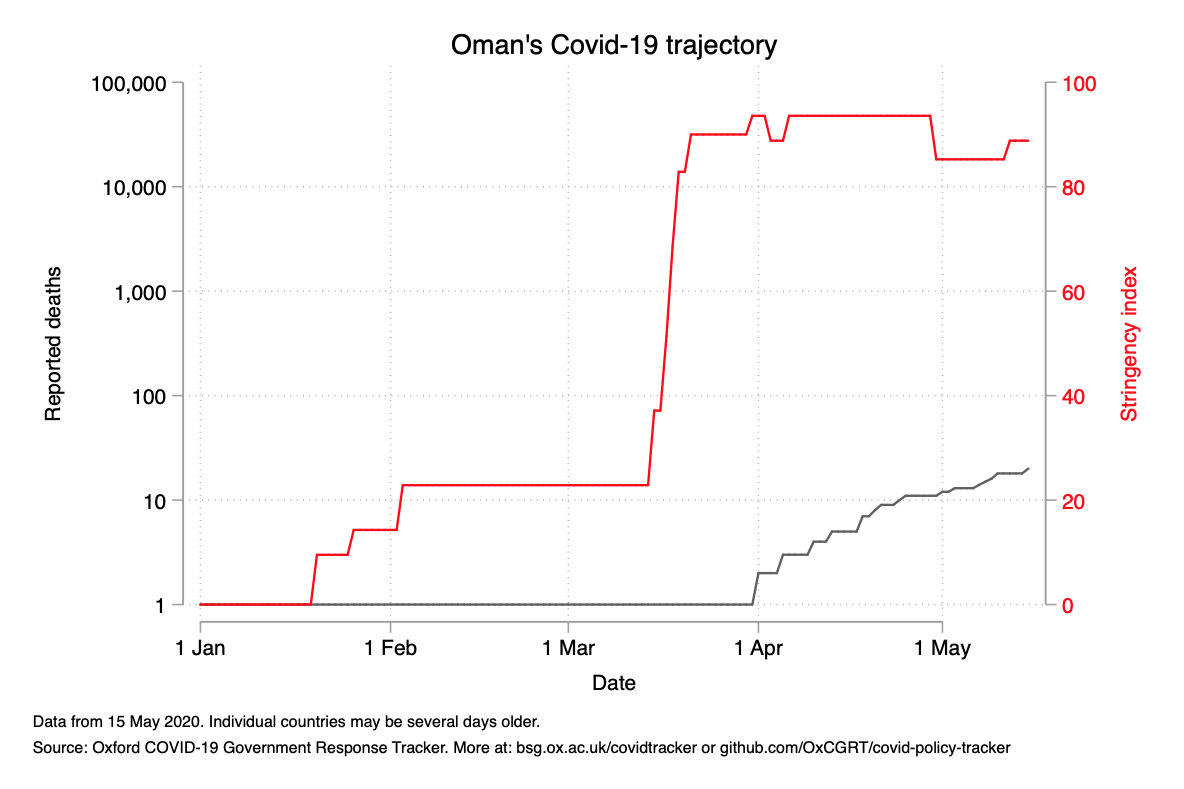 Oman's Covid-19 trajectory
100,000
10,000
1,000
100
10
1
Reported deaths
100
80
60
40
20
0
Stringency index
1 Jan
1 Feb
1 Mar
1 Apr
1 May
Date
Data from 15 May 2020. Individual countries may be several days older.
Source: Oxford COVID-19 Government Response Tracker. More at: bsg.ox.ac.uk/covidtracker or github.com/OxCGRT/covid-policy-tracker